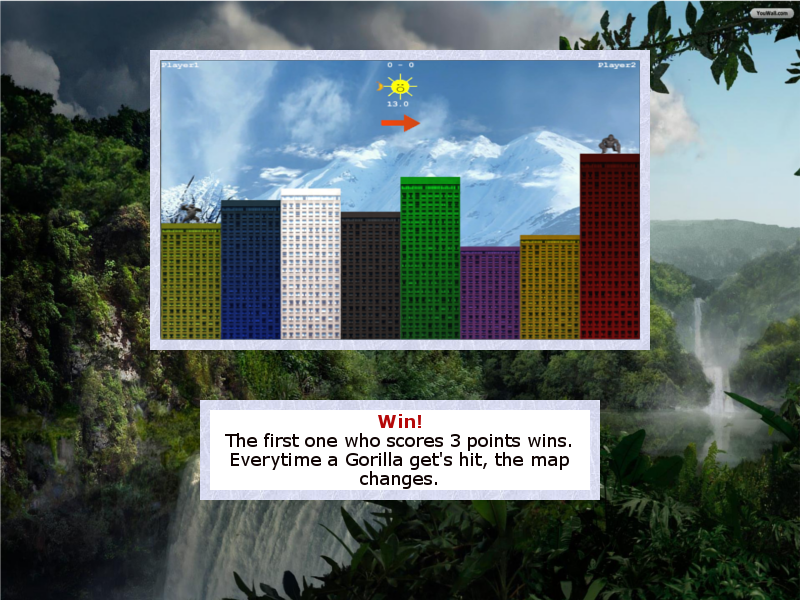 YouWall.com
Player1 0 - 0 Player2
13.0
Win!
The first one who scores 3 points wins.
Everytime a Gorilla get's hit, the map
changes.